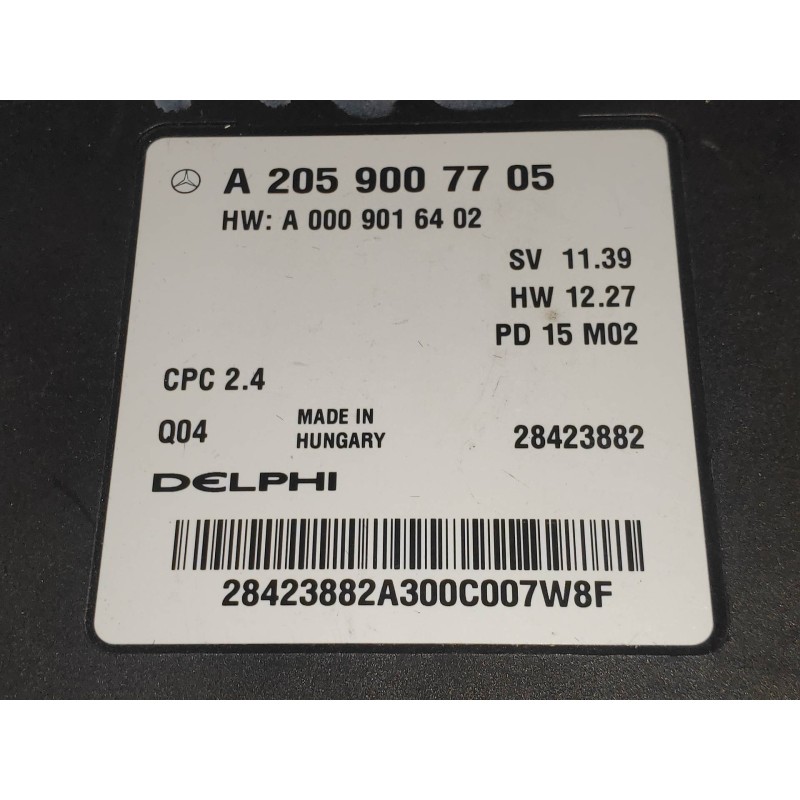 A 205 900 77 05
HW: A 000 901 64 02
SV 11.39
HW 12.27
PD 15 M02
CPC 2.4
Q04
MADE IN
HUNGARY
28423882
DELPHI
28423882A300C007W8F